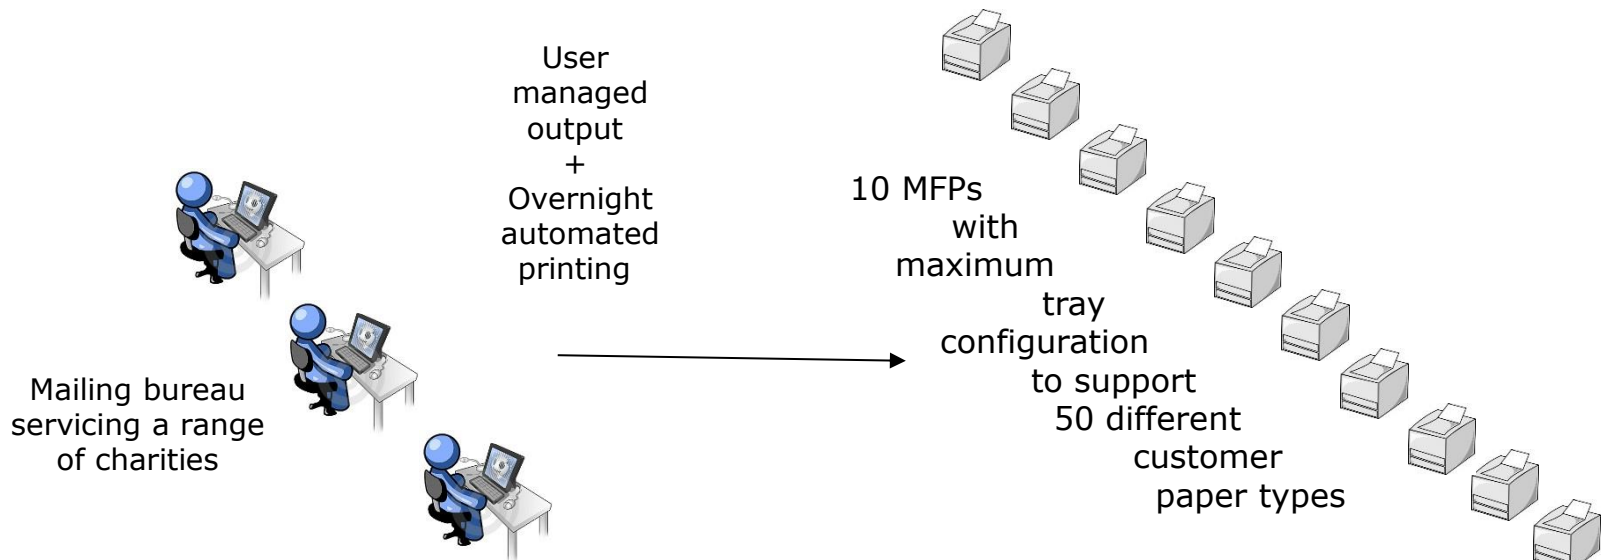 User
managed
output
+
Overnight
automated
printing
10 MFPs
with
maximum
tray
configuration
to support
50 different
customer
paper types
Mailing bureau
servicing a range
of charities